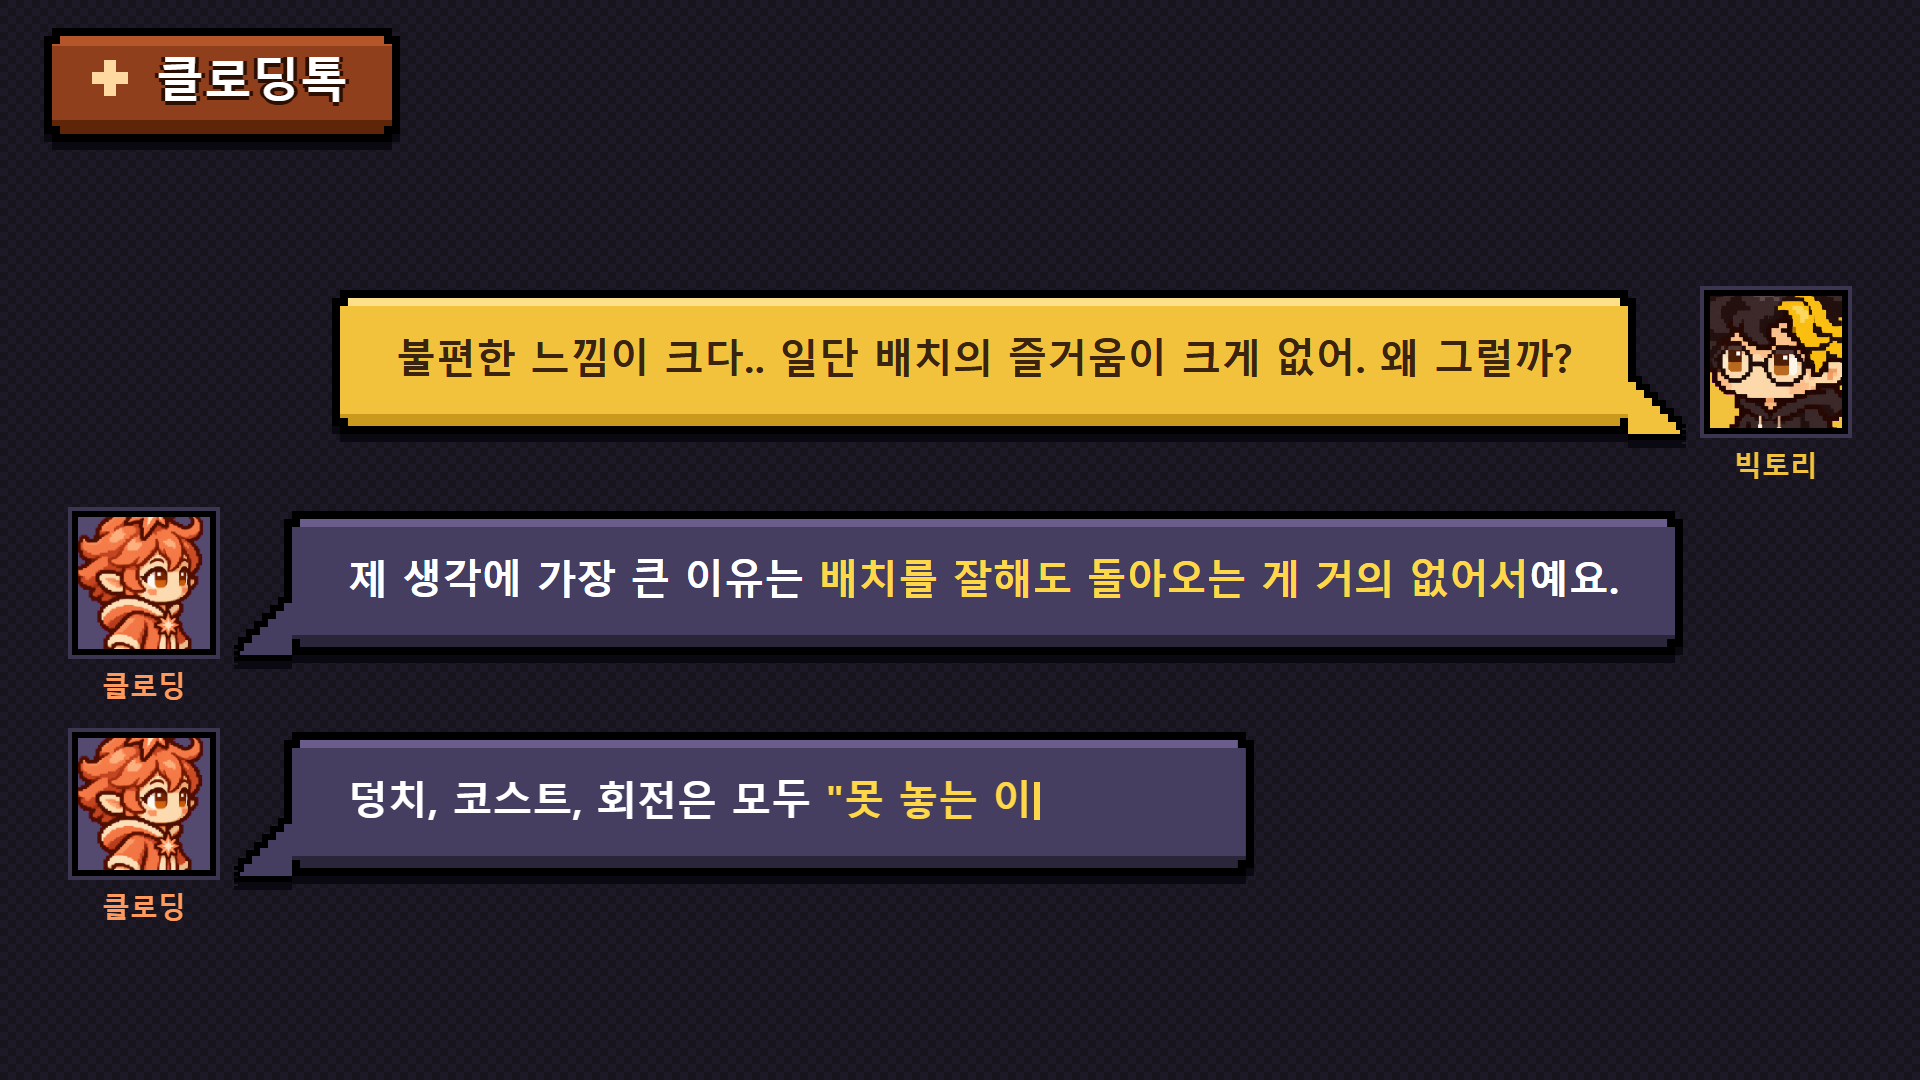 클로딩톡
불편한 느낌이 크다.. 일단 배치의 즐거움이 크게 없어. 왜 그럴까?
빅토리
제 생각에 가장 큰 이유는 배치를 잘해도 돌아오는 게 거의 없어서예요.
클로딩
덩치, 코스트, 회전은 모두 "못 놓는 이
클로딩